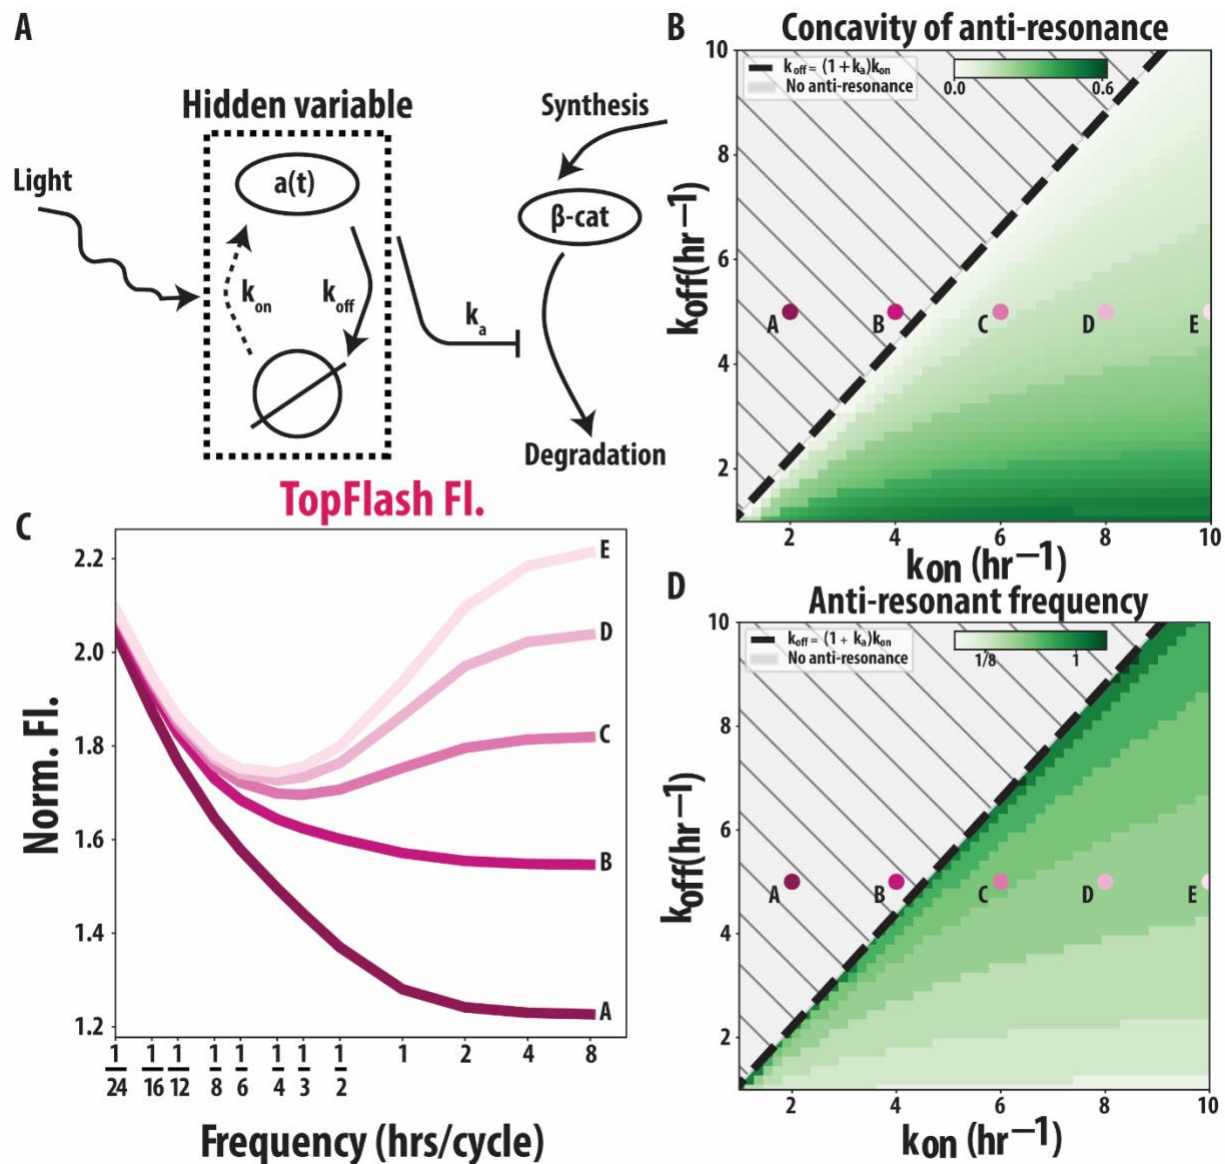 A
Hidden variable
Light
a(t)
kon
koff
ka
Synthesis
β-cat
Degradation
B
Concavity of anti-resonance
koff = (1+ka)kon
No anti-resonance
0.0
0.6
10
8
6
4
2
koff(hr−1)
A
B
C
D
E
2
4
6
8
10
kon (hr−1)
C
TopFlash Fl.
2.2
2.0
1.8
1.6
1.4
1.2
Norm. Fl.
E
D
C
B
A
1/24
1/16
1/12
1/8
1/6
1/4
1/3
1/2
1
2
4
8
Frequency (hrs/cycle)
D
Anti-resonant frequency
koff = (1 + ka)kon
No anti-resonance
1/8
1
10
8
6
4
2
koff(hr−1)
A
B
C
D
E
2
4
6
8
10
kon (hr−1)